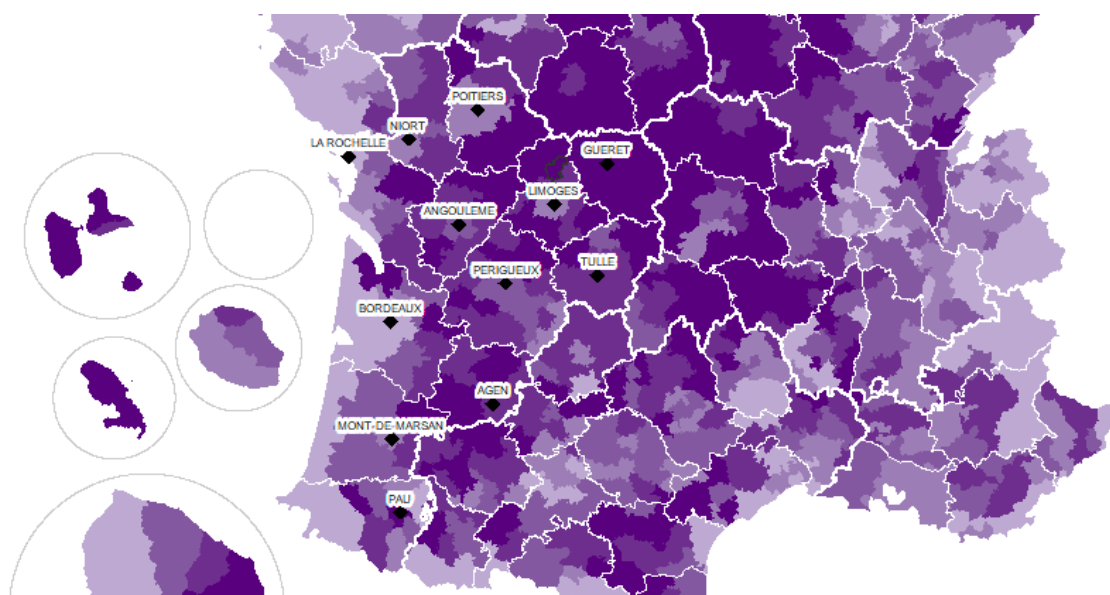 POITIERS
NIORT
LA ROCHELLE
GUERET
LIMOGES
ANGOULEME
TULLE
PERIGUEUX
BORDEAUX
AGEN
MONT-DE-MARSAN
PAU